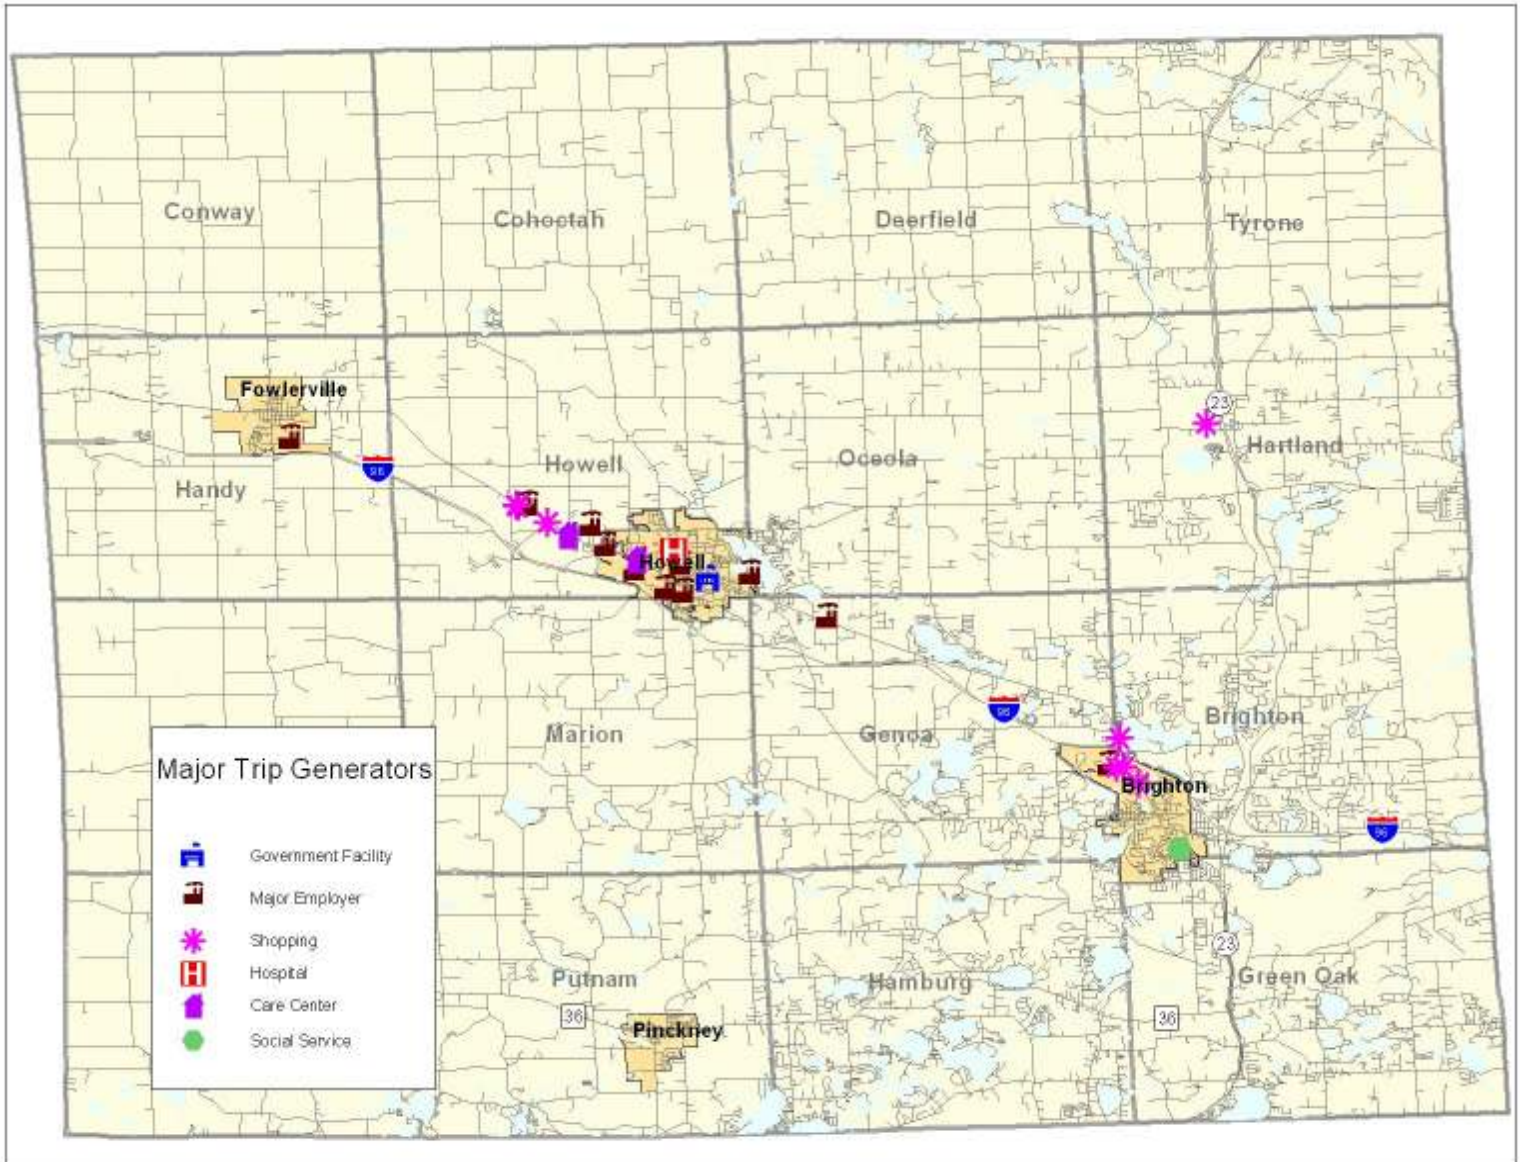 Conway
Cohoctah
Deerfield
Tyrone
Fowlerville
23
Hartland
Howell
Oceola
96
Handy
H
Howell
96
Brighton
Marion
Genoa
Brighton
96
Major Trip Generators
Government Facility
Major Employer
Shopping
H
Hospital
Care Center
Social Service
23
Putnam
Hamburg
Green Oak
36
36
Pinckney